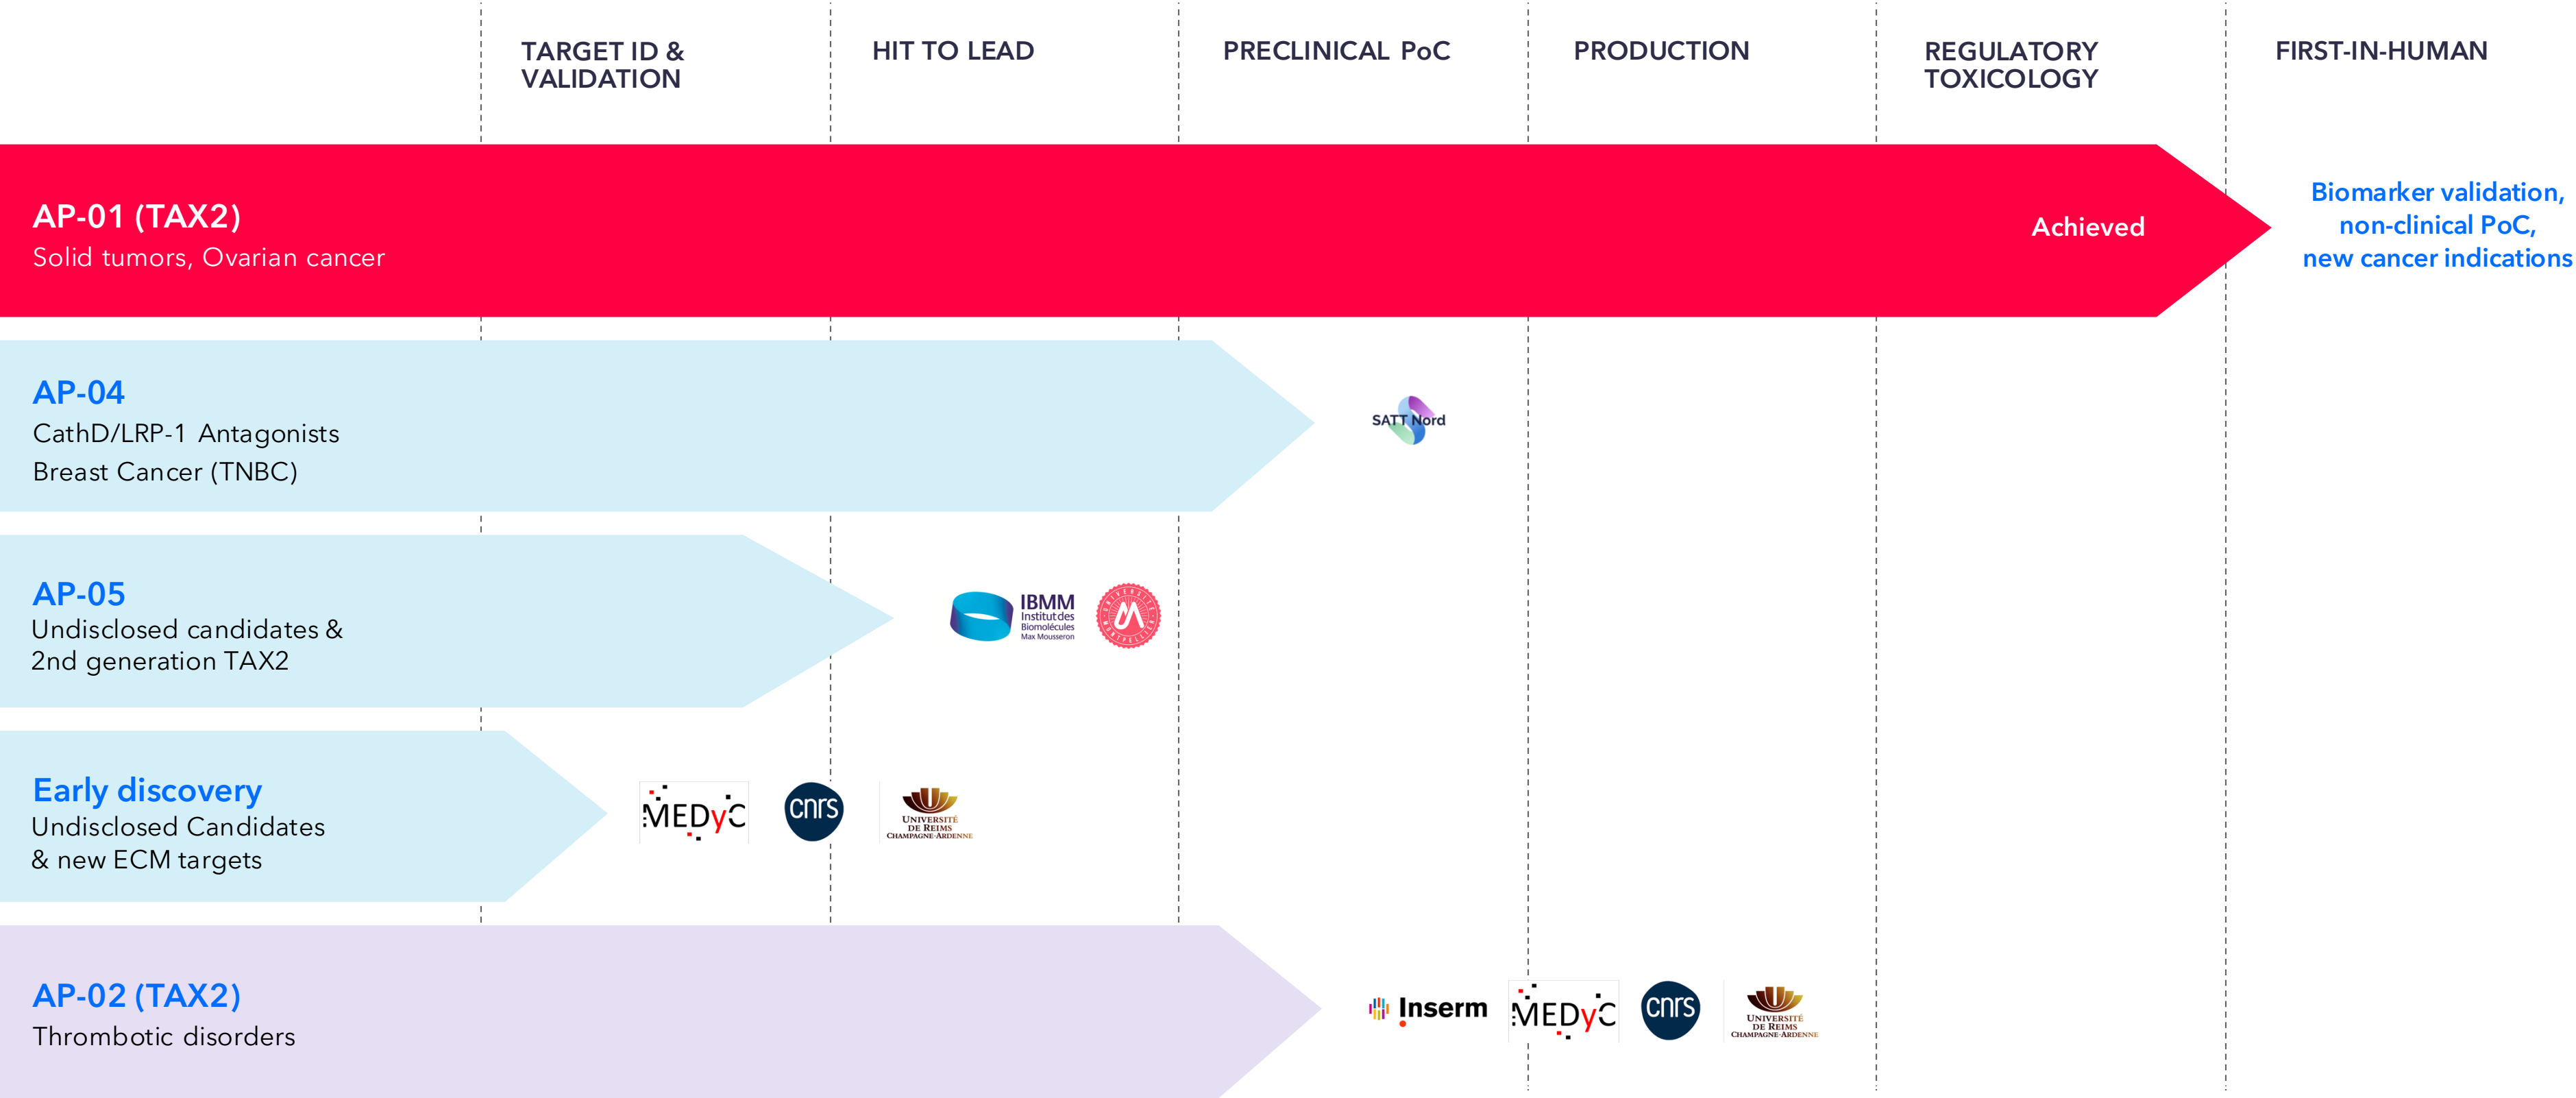 TARGET ID &
VALIDATION
HIT TO LEAD
PRECLINICAL PoC
PRODUCTION
REGULATORY
TOXICOLOGY
FIRST-IN-HUMAN
AP-01 (TAX2)
Solid tumors, Ovarian cancer
Achieved
Biomarker validation,
non-clinical PoC,
new cancer indications
AP-04
CathD/LRP-1 Antagonists
Breast Cancer (TNBC)
SATT Nord
AP-05
Undisclosed candidates &
2nd generation TAX2
IBMM
Institut des
Biomolécules
Max Mousseron
UNIVERSITÉ
MONTPELLIER
Early discovery
Undisclosed Candidates
& new ECM targets
MEDyC
cnrs
UNIVERSITÉ
DE REIMS
CHAMPAGNE-ARDENNE
AP-02 (TAX2)
Thrombotic disorders
Inserm
MEDyC
cnrs
UNIVERSITÉ
DE REIMS
CHAMPAGNE-ARDENNE